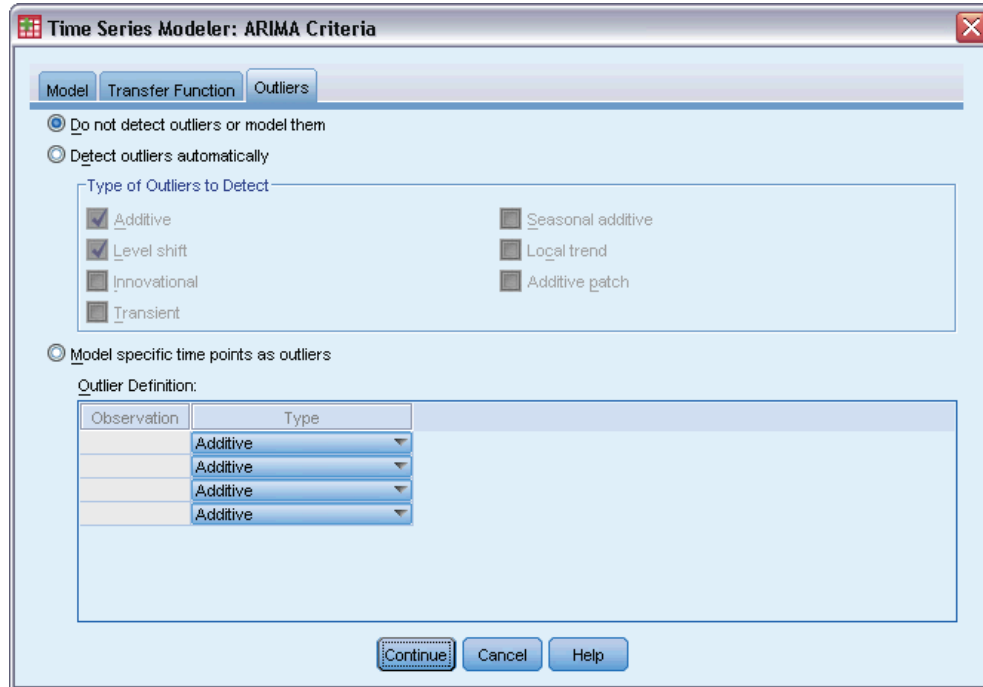 Time Series Modeler: ARIMA Criteria
Model Transfer Function Outliers
Do not detect outliers or model them
Detect outliers automatically
Type of Outliers to Detect
Additive
Seasonal additive
Level shift
Local trend
Innovational
Additive patch
Transient
Model specific time points as outliers
Outlier Definition:
Observation Type
Additive
Additive
Additive
Additive
Continue Cancel Help